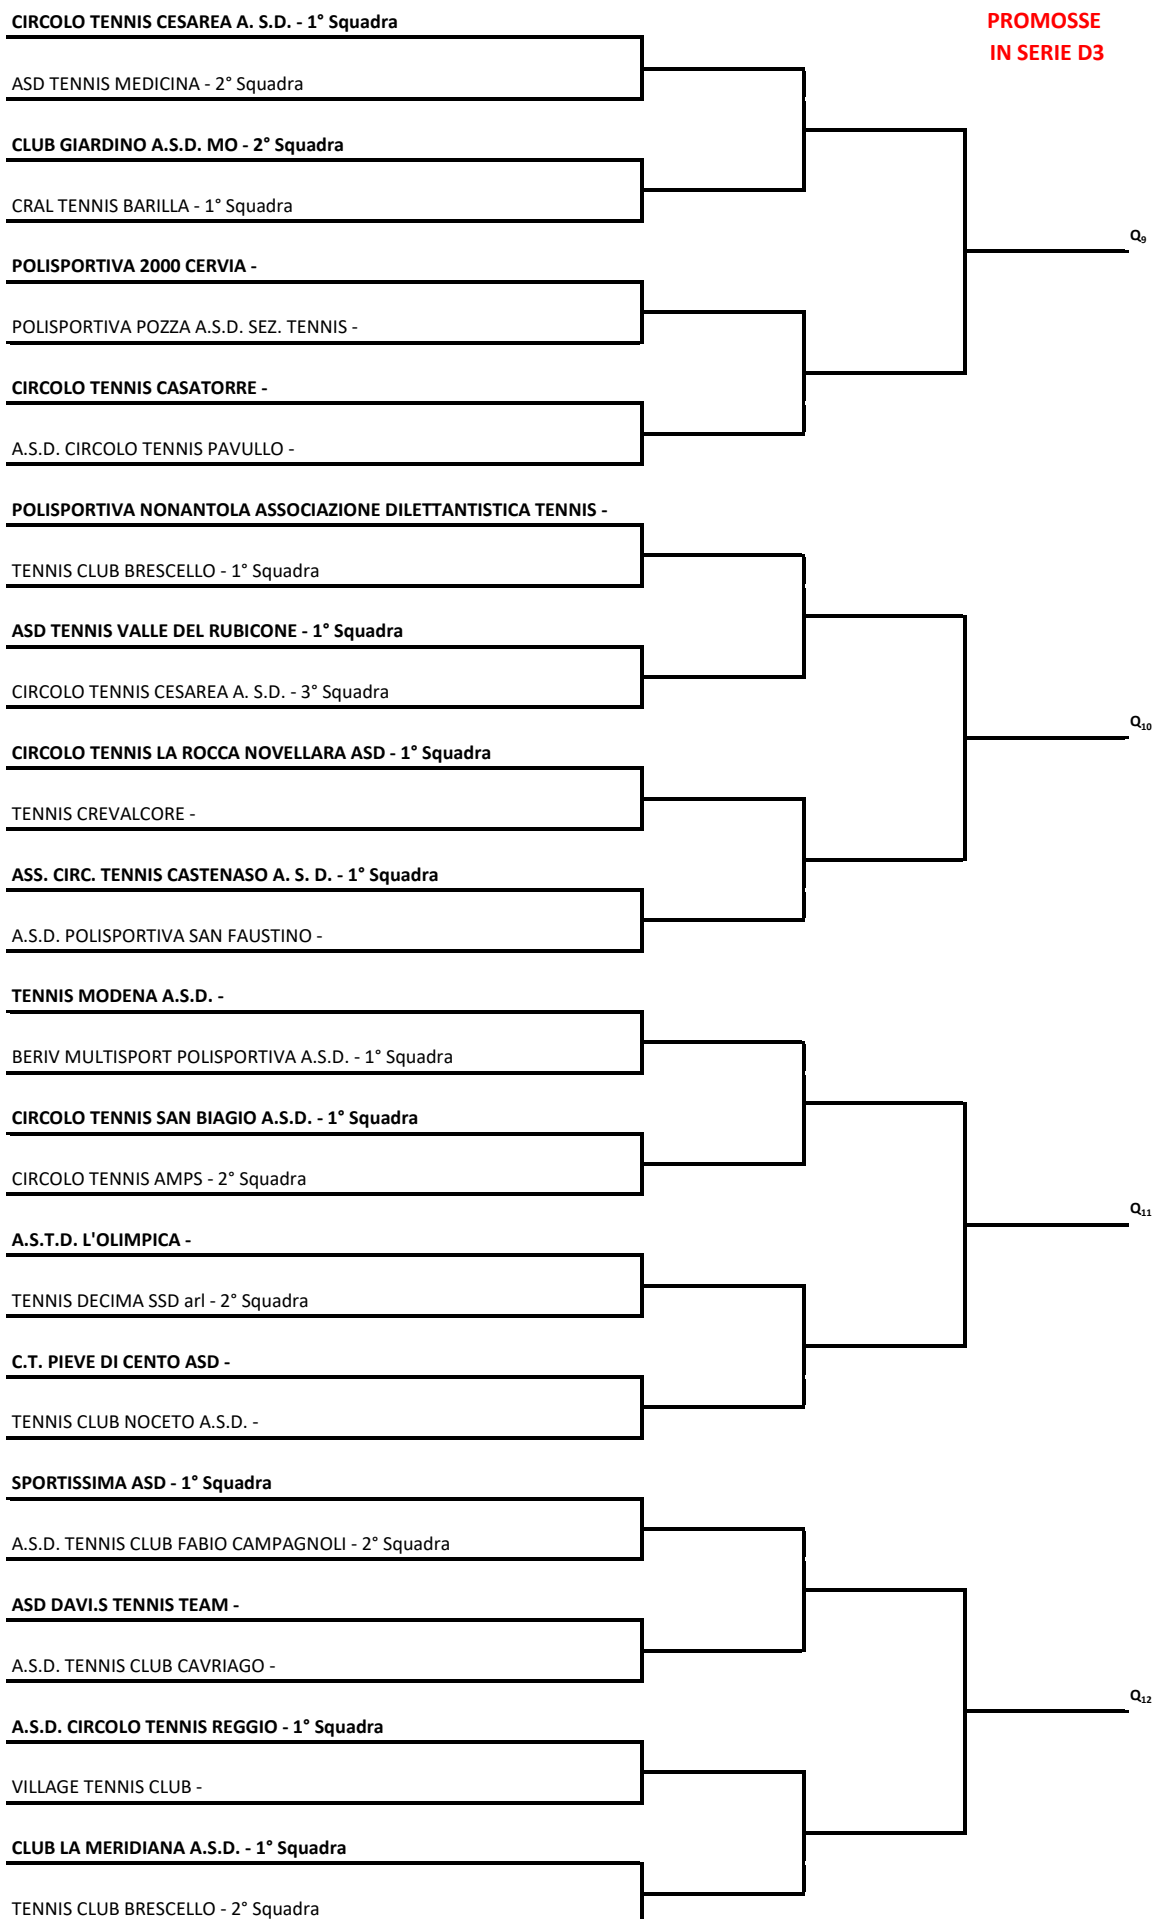 CIRCOLO TENNIS CESAREA A. S.D. - 1° Squadra
PROMOSSE
IN SERIE D3
ASD TENNIS MEDICINA - 2° Squadra
CLUB GIARDINO A.S.D. MO - 2° Squadra
CRAL TENNIS BARILLA - 1° Squadra
Q₉
POLISPORTIVA 2000 CERVIA -
POLISPORTIVA POZZA A.S.D. SEZ. TENNIS -
CIRCOLO TENNIS CASATORRE -
A.S.D. CIRCOLO TENNIS PAVULLO -
POLISPORTIVA NONANTOLA ASSOCIAZIONE DILETTANTISTICA TENNIS -
TENNIS CLUB BRESCELLO - 1° Squadra
ASD TENNIS VALLE DEL RUBICONE - 1° Squadra
CIRCOLO TENNIS CESAREA A. S.D. - 3° Squadra
Q₁₀
CIRCOLO TENNIS LA ROCCA NOVELLARA ASD - 1° Squadra
TENNIS CREVALCORE -
ASS. CIRC. TENNIS CASTENASO A. S. D. - 1° Squadra
A.S.D. POLISPORTIVA SAN FAUSTINO -
TENNIS MODENA A.S.D. -
BERIV MULTISPORT POLISPORTIVA A.S.D. - 1° Squadra
CIRCOLO TENNIS SAN BIAGIO A.S.D. - 1° Squadra
CIRCOLO TENNIS AMPS - 2° Squadra
Q₁₁
A.S.T.D. L'OLIMPICA -
TENNIS DECIMA SSD arl - 2° Squadra
C.T. PIEVE DI CENTO ASD -
TENNIS CLUB NOCETO A.S.D. -
SPORTISSIMA ASD - 1° Squadra
A.S.D. TENNIS CLUB FABIO CAMPAGNOLI - 2° Squadra
ASD DAVI.S TENNIS TEAM -
A.S.D. TENNIS CLUB CAVRIAGO -
Q₁₂
A.S.D. CIRCOLO TENNIS REGGIO - 1° Squadra
VILLAGE TENNIS CLUB -
CLUB LA MERIDIANA A.S.D. - 1° Squadra
TENNIS CLUB BRESCELLO - 2° Squadra